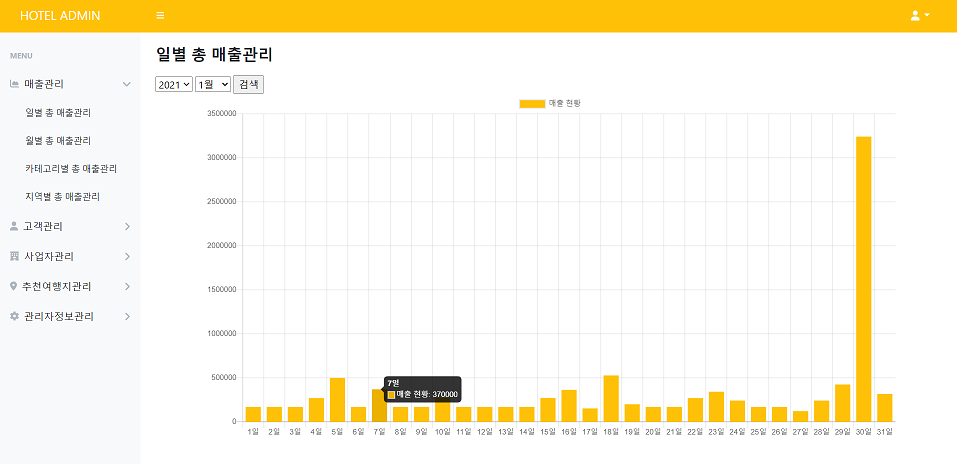 HOTEL ADMIN
MENU
매출관리
일별 총 매출관리
월별 총 매출관리
카테고리별 총 매출관리
지역별 총 매출관리
고객관리
사업자관리
추천여행지관리
관리자정보관리
일별 총 매출관리
2021 1월 검색
매출 현황
3500000
3000000
2500000
2000000
1500000
1000000
500000
0
7일
매출 현황: 370000
1일 2일 3일 4일 5일 6일 7일 8일 9일 10일 11일 12일 13일 14일 15일 16일 17일 18일 19일 20일 21일 22일 23일 24일 25일 26일 27일 28일 29일 30일 31일